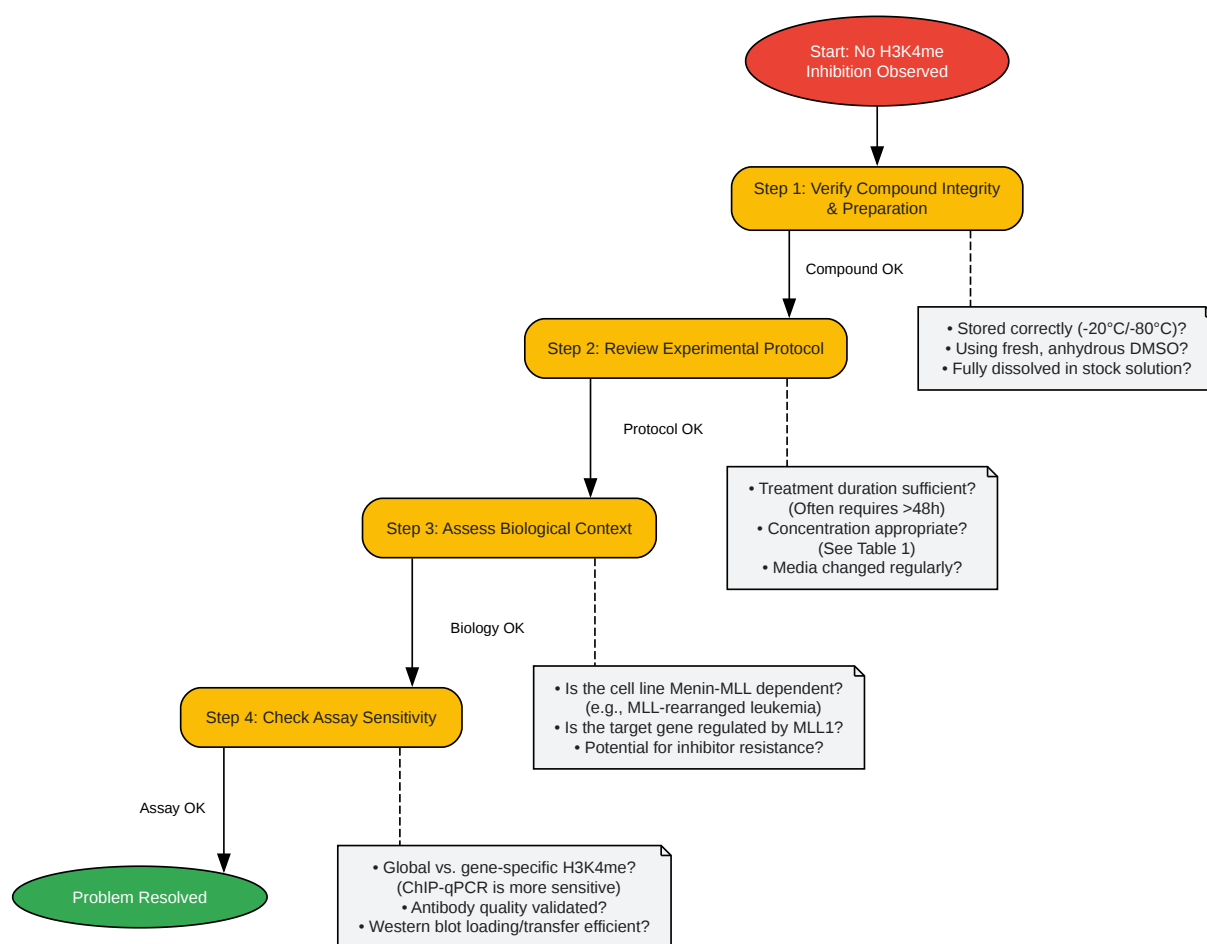 Start: No H3K4me
Inhibition Observed
Step 1: Verify Compound Integrity
& Preparation
Compound OK
• Stored correctly (-20°C/-80°C)?
• Using fresh, anhydrous DMSO?
• Fully dissolved in stock solution?
Step 2: Review Experimental Protocol
Protocol OK
• Treatment duration sufficient?
(Often requires >48h)
• Concentration appropriate?
(See Table 1)
• Media changed regularly?
Step 3: Assess Biological Context
Biology OK
• Is the cell line Menin-MLL dependent?
(e.g., MLL-rearranged leukemia)
• Is the target gene regulated by MLL1?
• Potential for inhibitor resistance?
Step 4: Check Assay Sensitivity
Assay OK
• Global vs. gene-specific H3K4me?
(ChIP-qPCR is more sensitive)
• Antibody quality validated?
• Western blot loading/transfer efficient?
Problem Resolved